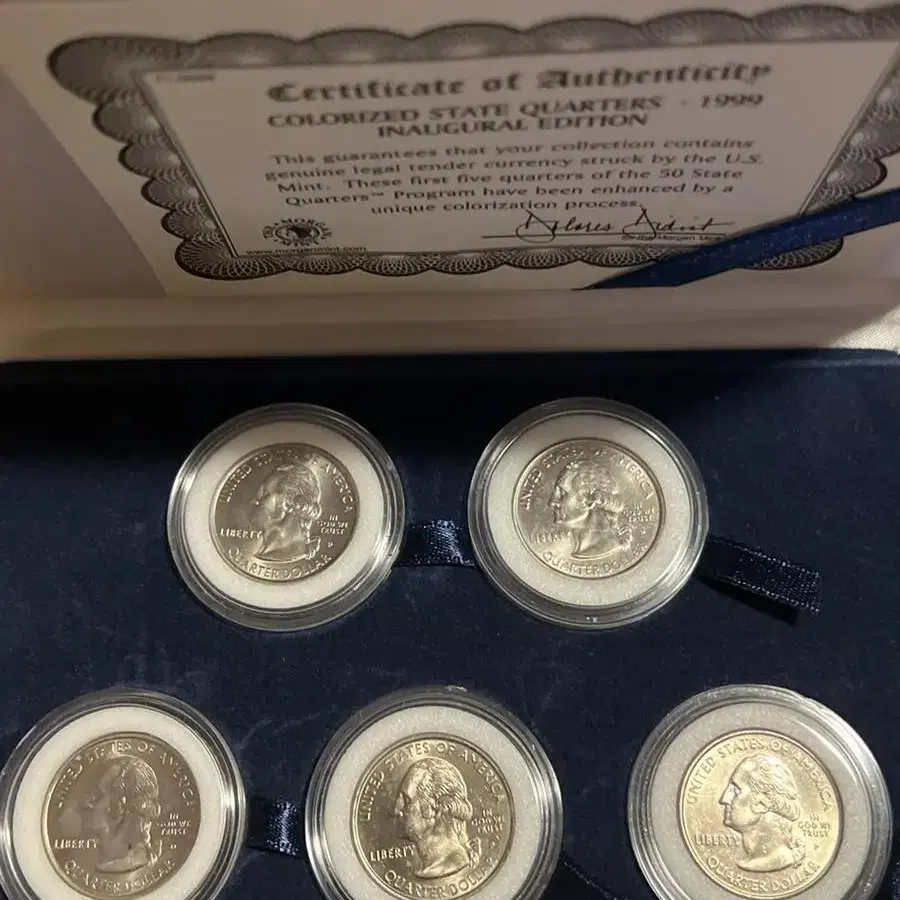 Certificate of Authenticity
COLORIZED STATE QUARTERS - 1999
INAUGURAL EDITION
This guarantees that your collection contains
genuine legal tender currency struck by the U.S.
Mint. These first five quarters of the 50 State
Quarters™ Program have been enhanced by a
unique colorization process.
www.morganmint.com
UNITED STATES OF AMERICA
LIBERTY
IN
GOD WE
TRUST
P
QUARTER DOLLAR
UNITED STATES OF AMERICA
LIBERTY
IN
GOD WE
TRUST
QUARTER DOLLAR
UNITED STATES OF AMERICA
LIBERTY
IN
GOD WE
TRUST
QUARTER DOLLAR
UNITED STATES OF AMERICA
LIBERTY
IN
GOD WE
TRUST
QUARTER DOLLAR
UNITED STATES OF AMERICA
LIBERTY
IN
GOD WE
TRUST
P
QUARTER DOLLAR